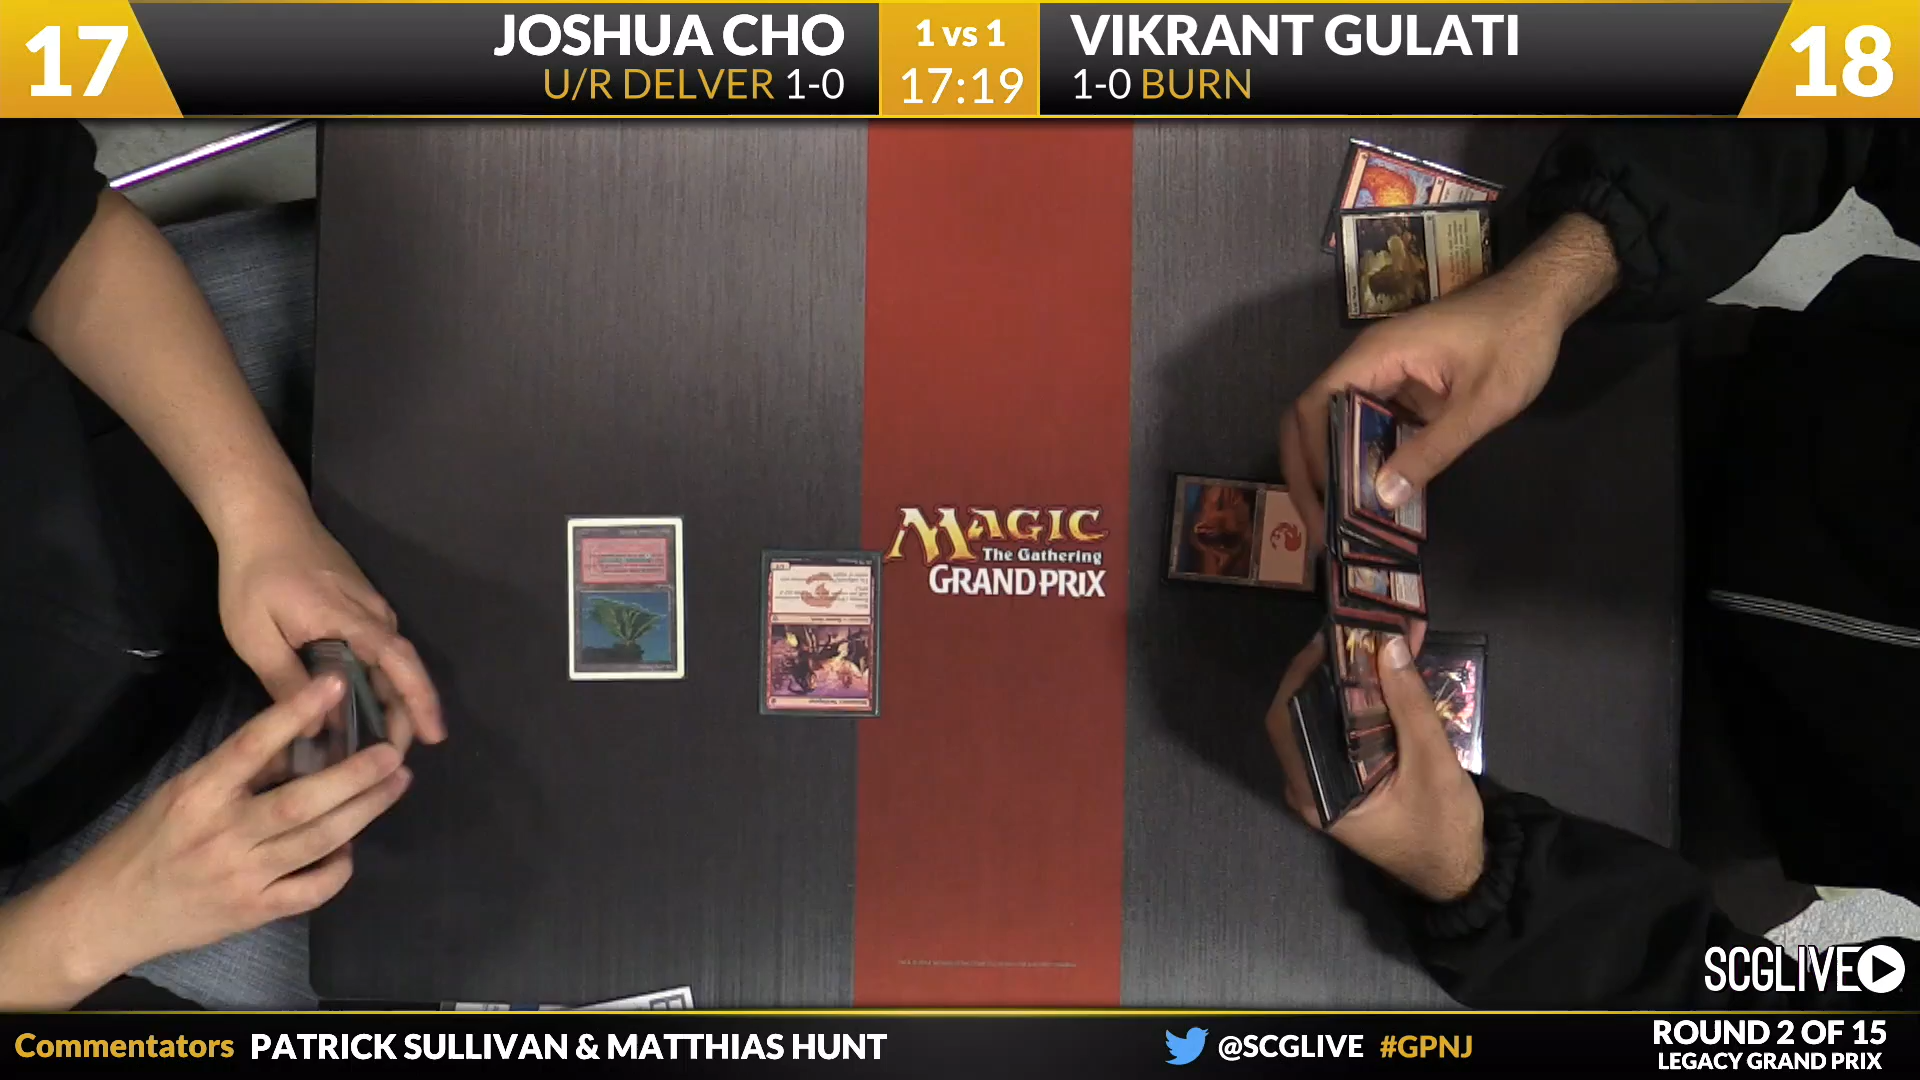 17
JOSHUA CHO
U/R DELVER 1-0
1 vs 1
17:19
VIKRANT GULATI
1-0 BURN
18
MAGIC
The Gathering
GRAND PRIX
SCGLIVE
Commentators PATRICK SULLIVAN & MATTHIAS HUNT
@SCGLIVE #GPNJ
ROUND 2 OF 15
LEGACY GRAND PRIX